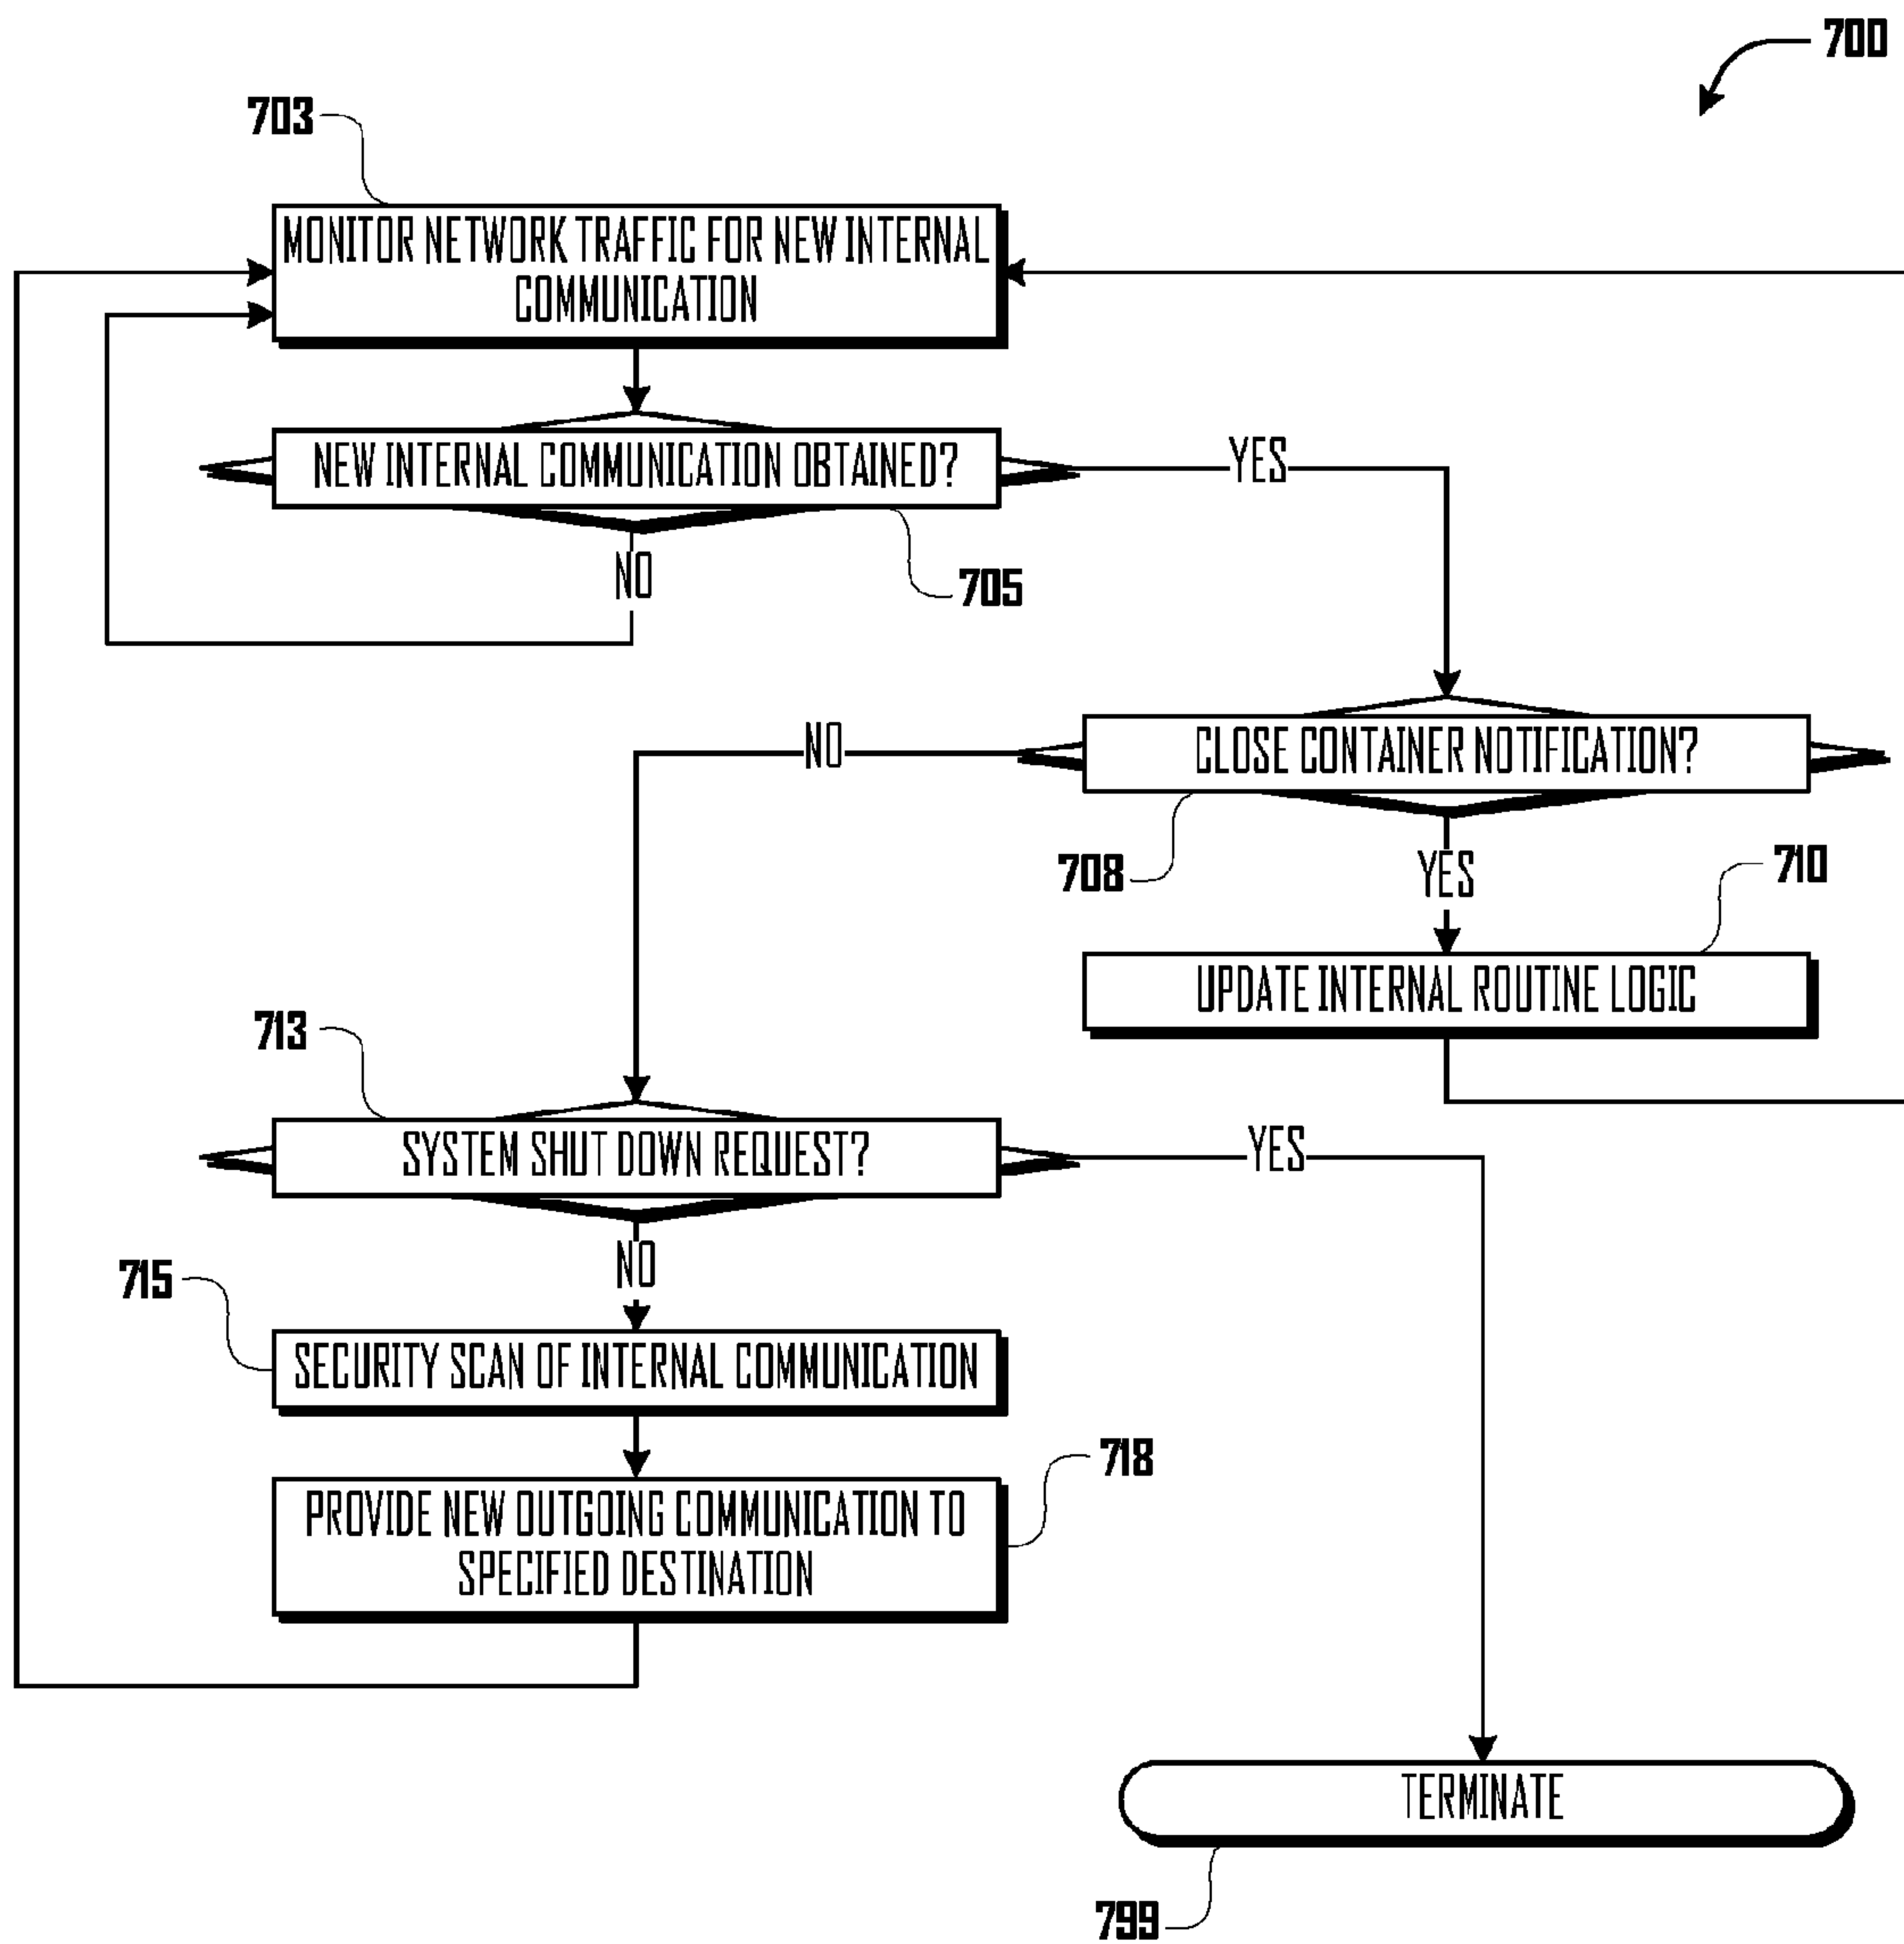 700
703
MONITOR NETWORK TRAFFIC FOR NEW INTERNAL
COMMUNICATION
NEW INTERNAL COMMUNICATION OBTAINED?
YES
NO
705
NO
CLOSE CONTAINER NOTIFICATION?
708
YES
710
UPDATE INTERNAL ROUTINE LOGIC
713
SYSTEM SHUT DOWN REQUEST?
YES
NO
715
SECURITY SCAN OF INTERNAL COMMUNICATION
718
PROVIDE NEW OUTGOING COMMUNICATION TO
SPECIFIED DESTINATION
TERMINATE
799